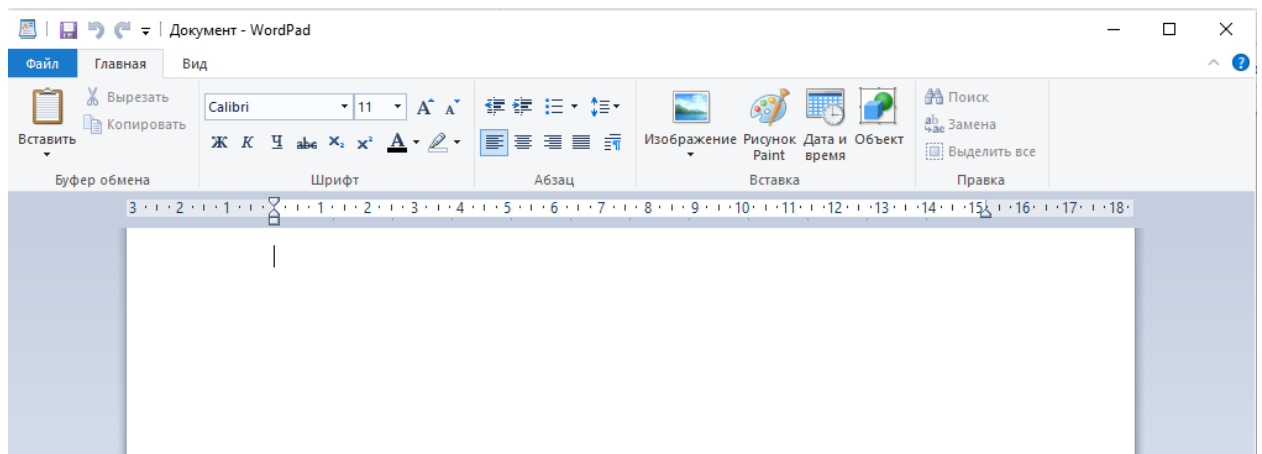 Документ - WordPad
Файл Главная Вид
Вставить
Вырезать
Копировать
Буфер обмена
Calibri 11
Ж К Ч abc X₂ x² A
Шрифт
Абзац
Изображение
Рисунок Paint
Дата и время
Объект
Вставка
Поиск
Замена
Выделить все
Правка
3 2 1 1 2 3 4 5 6 7 8 9 10 11 12 13 14 15 16 17 18